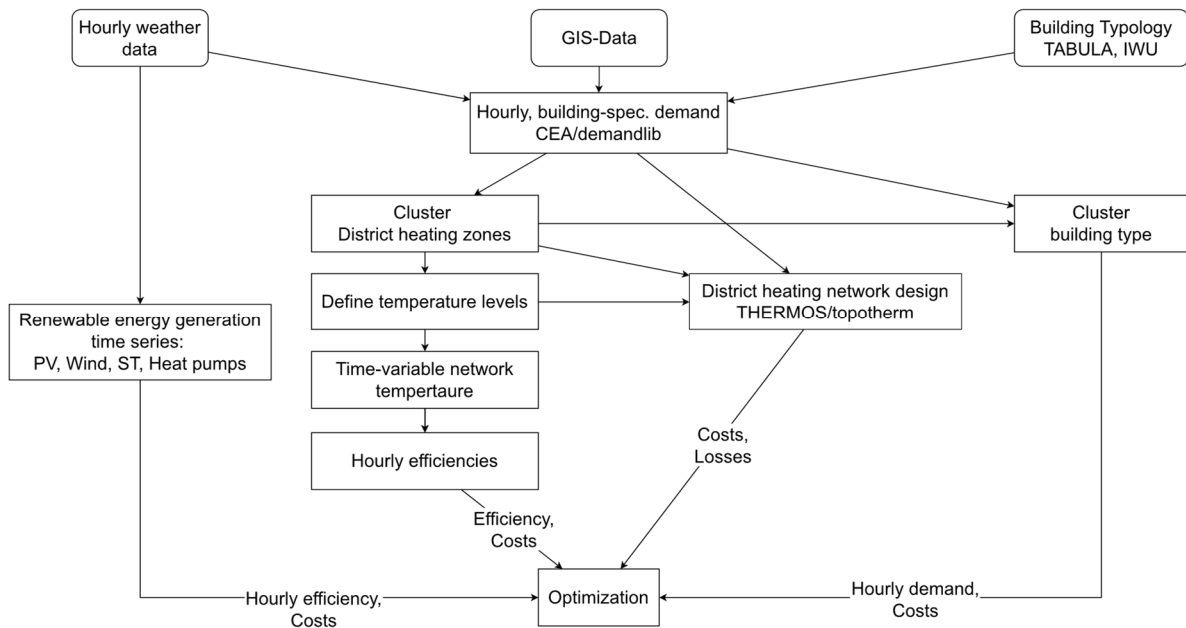 Hourly weather
data
GIS-Data
Building Typology
TABULA, IWU
Hourly, building-spec. demand
CEA/demandlib
Cluster
District heating zones
Cluster
building type
Define temperature levels
District heating network design
THERMOS/topotherm
Renewable energy generation
time series:
PV, Wind, ST, Heat pumps
Time-variable network
tempertaure
Hourly efficiencies
Costs,
Losses
Efficiency,
Costs
Optimization
Hourly efficiency,
Costs
Hourly demand,
Costs